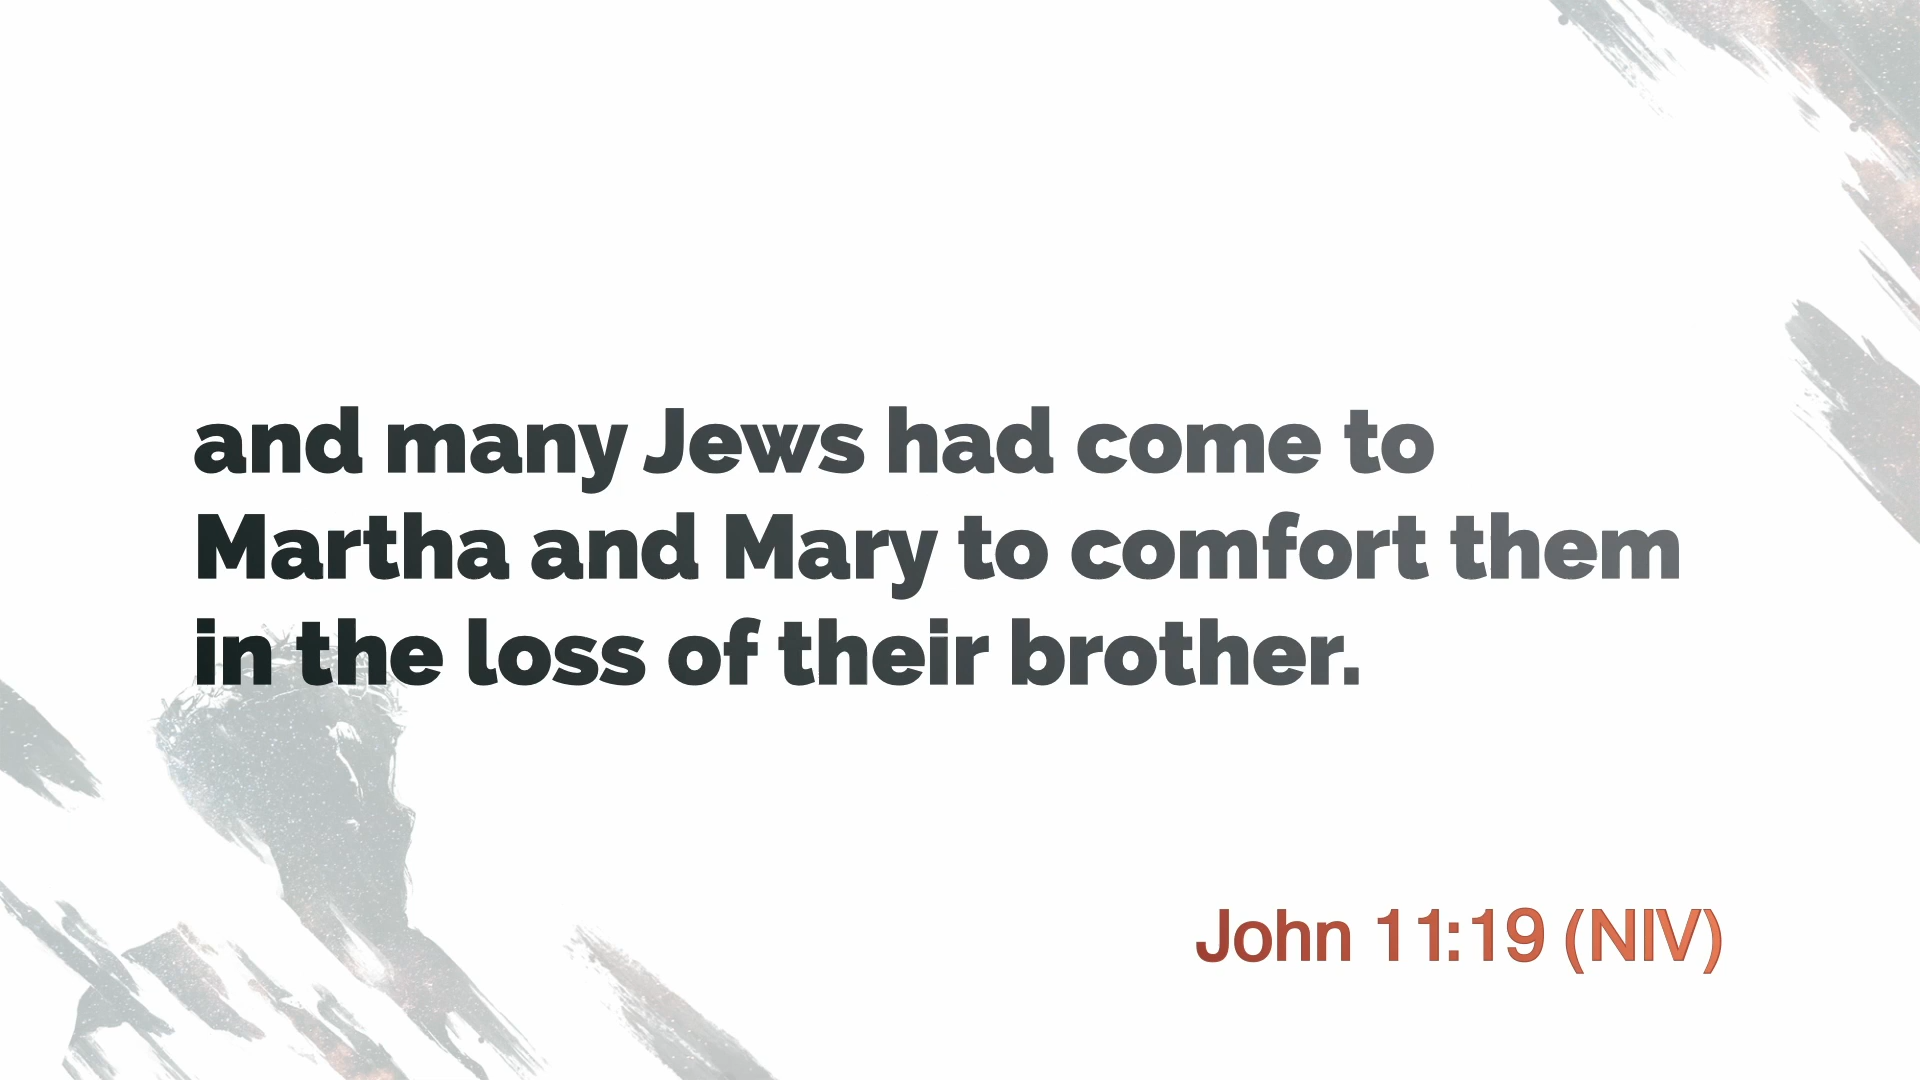 and many Jews had come to
Martha and Mary to comfort them
in the loss of their brother.
John 11:19 (NIV)